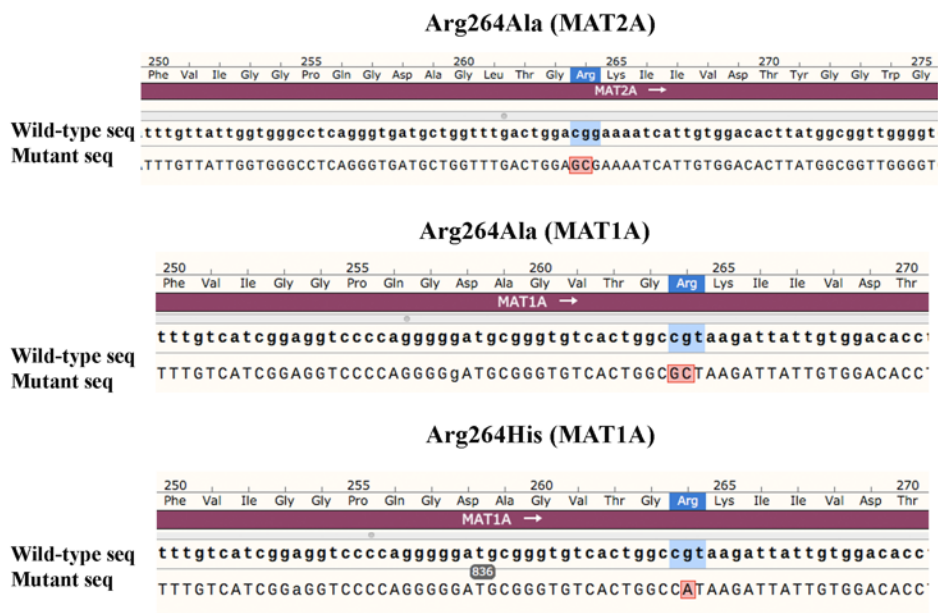 Arg264Ala (MAT2A)
250 255 260 265 270 275
Phe Val Ile Gly Gly Pro Gln Gly Asp Ala Gly Leu Thr Gly Arg Lys Ile Ile Val Asp Thr Tyr Gly Gly Trp Gly
MAT2A →
Wild-type seq tttgttattggtgggcctcagggtgatgctggtttgactggacggaaaatcattgtggacacttatggcggttggggt
Mutant seq TTTGTTATTGGTGGGCCTCAGGGTGATGCTGGTTTGACTGGAGCGAAAATCATTGTGGACACTTATGGCGGTTGGGGT
Arg264Ala (MAT1A)
250 255 260 265 270
Phe Val Ile Gly Gly Pro Gln Gly Asp Ala Gly Val Thr Gly Arg Lys Ile Ile Val Asp Thr
MAT1A →
Wild-type seq tttgtcatcggaggtccccagggggatgcgggtgtcactggccgtaagattattgtggacacc
Mutant seq TTTGTCATCGGAGGTCCCCAGGGGgATGCGGGTGTCACTGGCGCTAAGATTATTGTGGACACC
Arg264His (MAT1A)
250 255 260 265 270
Phe Val Ile Gly Gly Pro Gln Gly Asp Ala Gly Val Thr Gly Arg Lys Ile Ile Val Asp Thr
MAT1A →
Wild-type seq tttgtcatcggaggtccccagggggatgcgggtgtcactggccgtaagattattgtggacacc
836
Mutant seq TTTGTCATCGGaGGTCCCCAGGGGGATGCGGGTGTCACTGGCCATAAGATTATTGTGGACACC